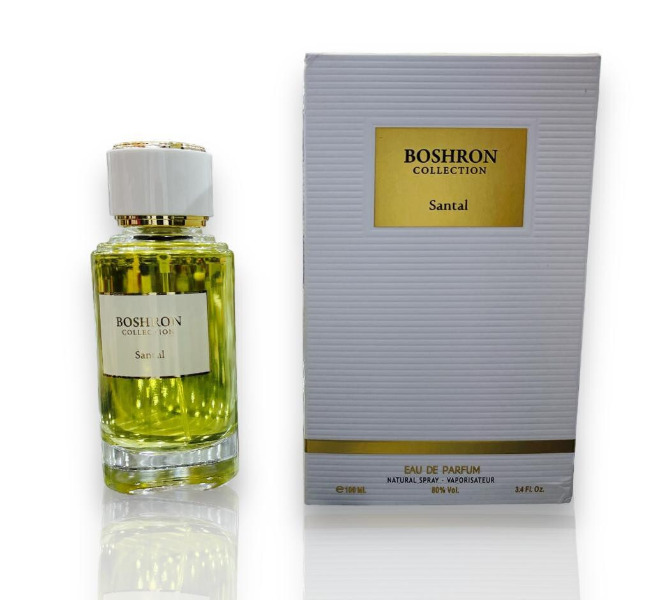 BOSHRON
COLLECTION
Santal
BOSHRON
COLLECTION
Santal
EAU DE PARFUM
NATURAL SPRAY - VAPORISATEUR
℮ 100 ML 80% Vol. 3.4 FL Oz.